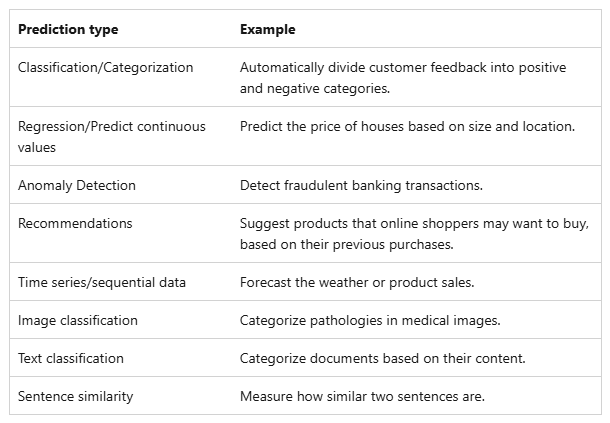 Prediction type Example
Classification/Categorization Automatically divide customer feedback into positive
and negative categories.
Regression/Predict continuous Predict the price of houses based on size and location.
values
Anomaly Detection Detect fraudulent banking transactions.
Recommendations Suggest products that online shoppers may want to buy,
based on their previous purchases.
Time series/sequential data Forecast the weather or product sales.
Image classification Categorize pathologies in medical images.
Text classification Categorize documents based on their content.
Sentence similarity Measure how similar two sentences are.